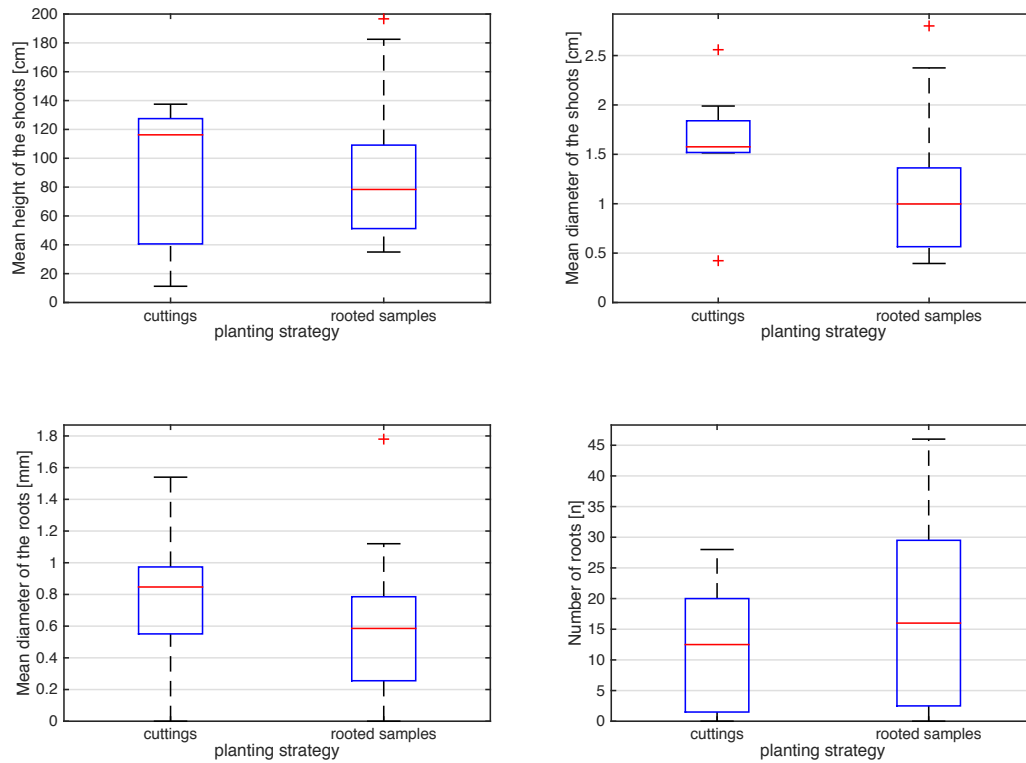 Mean height of the shoots [cm]
200
180
160
140
120
100
80
60
40
20
0
cuttings
rooted samples
planting strategy
Mean diameter of the shoots [cm]
2.5
2
1.5
1
0.5
0
cuttings
rooted samples
planting strategy
Mean diameter of the roots [mm]
1.8
1.6
1.4
1.2
1
0.8
0.6
0.4
0.2
0
cuttings
rooted samples
planting strategy
Number of roots [n]
45
40
35
30
25
20
15
10
5
0
cuttings
rooted samples
planting strategy